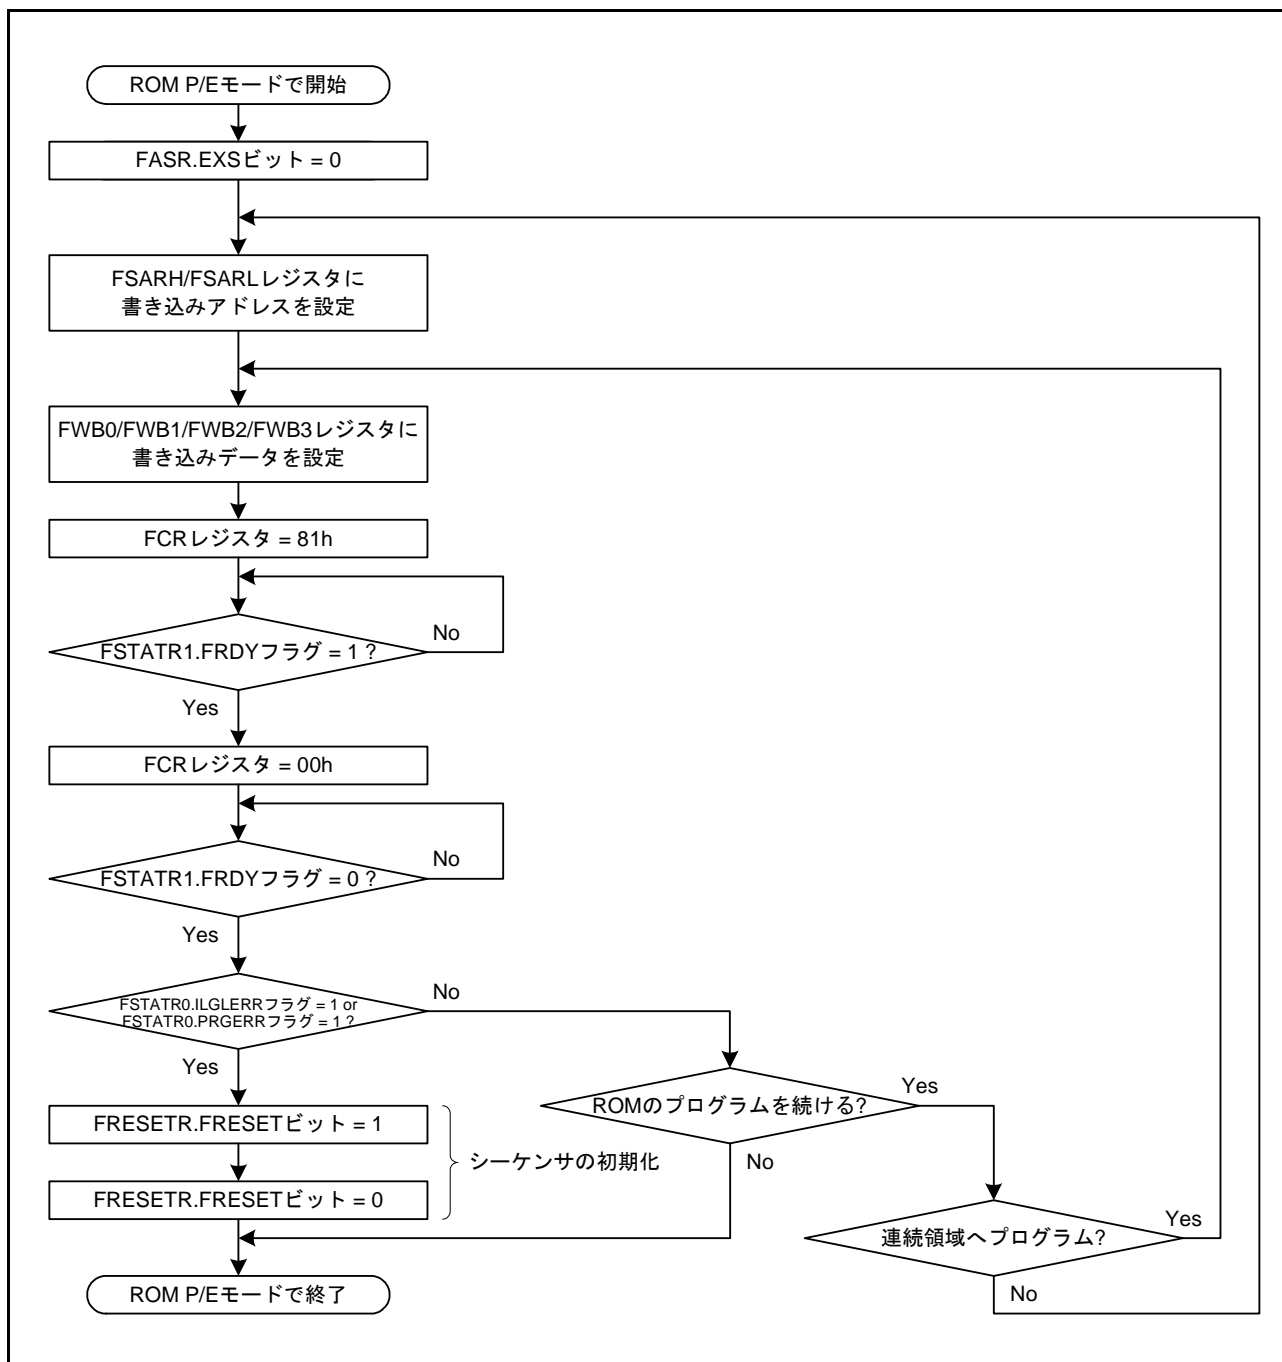 ROM P/Eモードで開始
FASR.EXSビット = 0
FSARH/FSARLレジスタに
書き込みアドレスを設定
FWB0/FWB1/FWB2/FWB3レジスタに
書き込みデータを設定
FCRレジスタ = 81h
FSTATR1.FRDYフラグ = 1 ?
No
Yes
FCRレジスタ = 00h
FSTATR1.FRDYフラグ = 0 ?
No
Yes
FSTATR0.ILGLERRフラグ = 1 or
FSTATR0.PRGERRフラグ = 1 ?
No
Yes
FRESETR.FRESETビット = 1
FRESETR.FRESETビット = 0
シーケンサの初期化
ROMのプログラムを続ける?
Yes
No
連続領域へプログラム?
Yes
No
ROM P/Eモードで終了